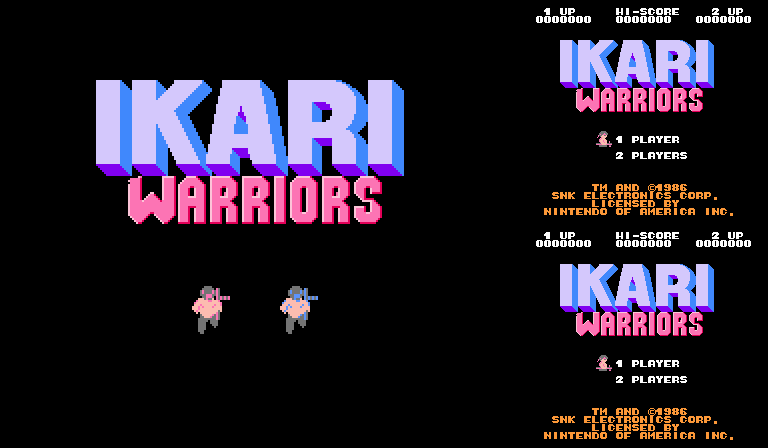 IKARI
WARRIORS
1 UP HI-SCORE 2 UP
0000000 0000000 0000000
IKARI
WARRIORS
1 PLAYER
2 PLAYERS
TM AND ©1986
SNK ELECTRONICS CORP.
LICENSED BY
NINTENDO OF AMERICA INC.
1 UP HI-SCORE 2 UP
0000000 0000000 0000000
IKARI
WARRIORS
1 PLAYER
2 PLAYERS
TM AND ©1986
SNK ELECTRONICS CORP.
LICENSED BY
NINTENDO OF AMERICA INC.